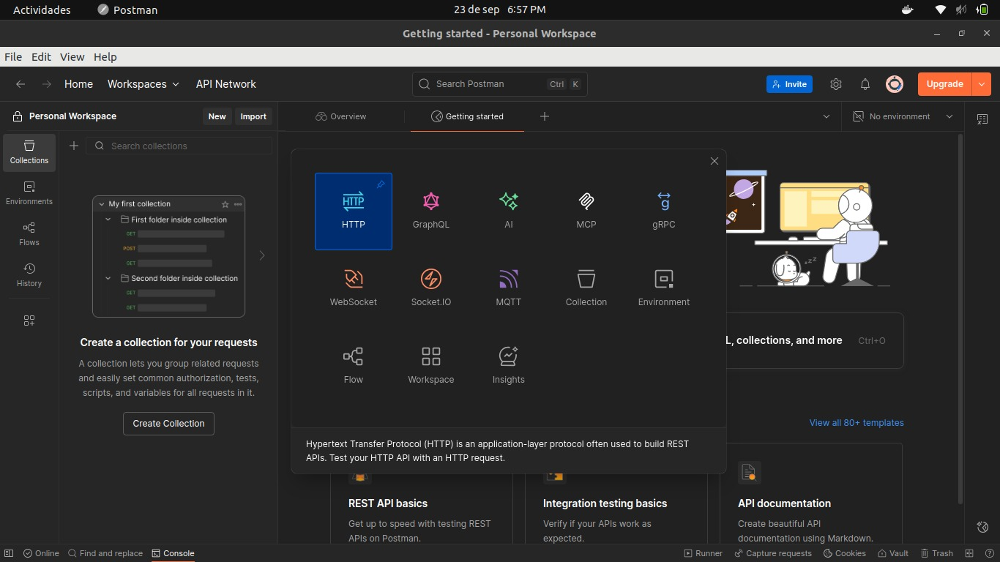 Actividades Postman 23 de sep 6:57 PM
Getting started - Personal Workspace
File Edit View Help
Home Workspaces API Network Search Postman Ctrl K Invite Upgrade
Personal Workspace New Import Overview Getting started No environment
Collections
Environments
Flows
History
Search collections
My first collection
First folder inside collection
GET
POST
GET
Second folder inside collection
GET
GET
Create a collection for your requests
A collection lets you group related requests
and easily set common authorization, tests,
scripts, and variables for all requests in it.
Create Collection
HTTP
HTTP GraphQL AI MCP gRPC
WebSocket Socket.IO MQTT Collection Environment
Flow Workspace Insights
Hypertext Transfer Protocol (HTTP) is an application-layer protocol often used to build REST
APIs. Test your HTTP API with an HTTP request.
zzz
L, collections, and more Ctrl+O
View all 80+ templates
REST API basics
Get up to speed with testing REST
APIs on Postman.
Integration testing basics
Verify if your APIs work as
expected.
API documentation
Create beautiful API
documentation using Markdown.
Online Find and replace Console Runner Capture requests Cookies Vault Trash